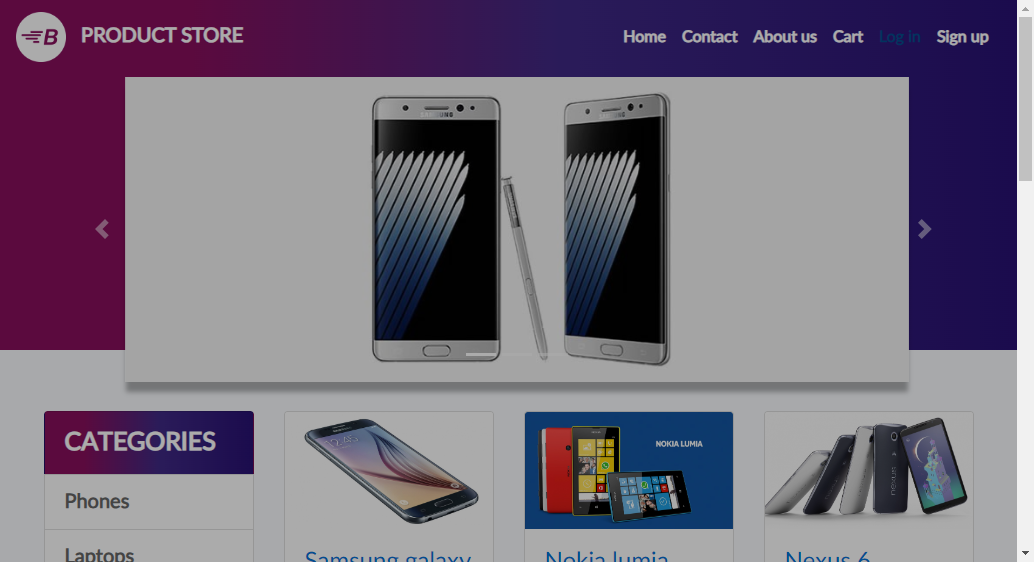 B PRODUCT STORE
Home Contact About us Cart Log in Sign up
SAMSUNG
CATEGORIES
Phones
Laptops
NOKIA LUMIA
Samsung galaxy
Nokia lumia
Nexus 6